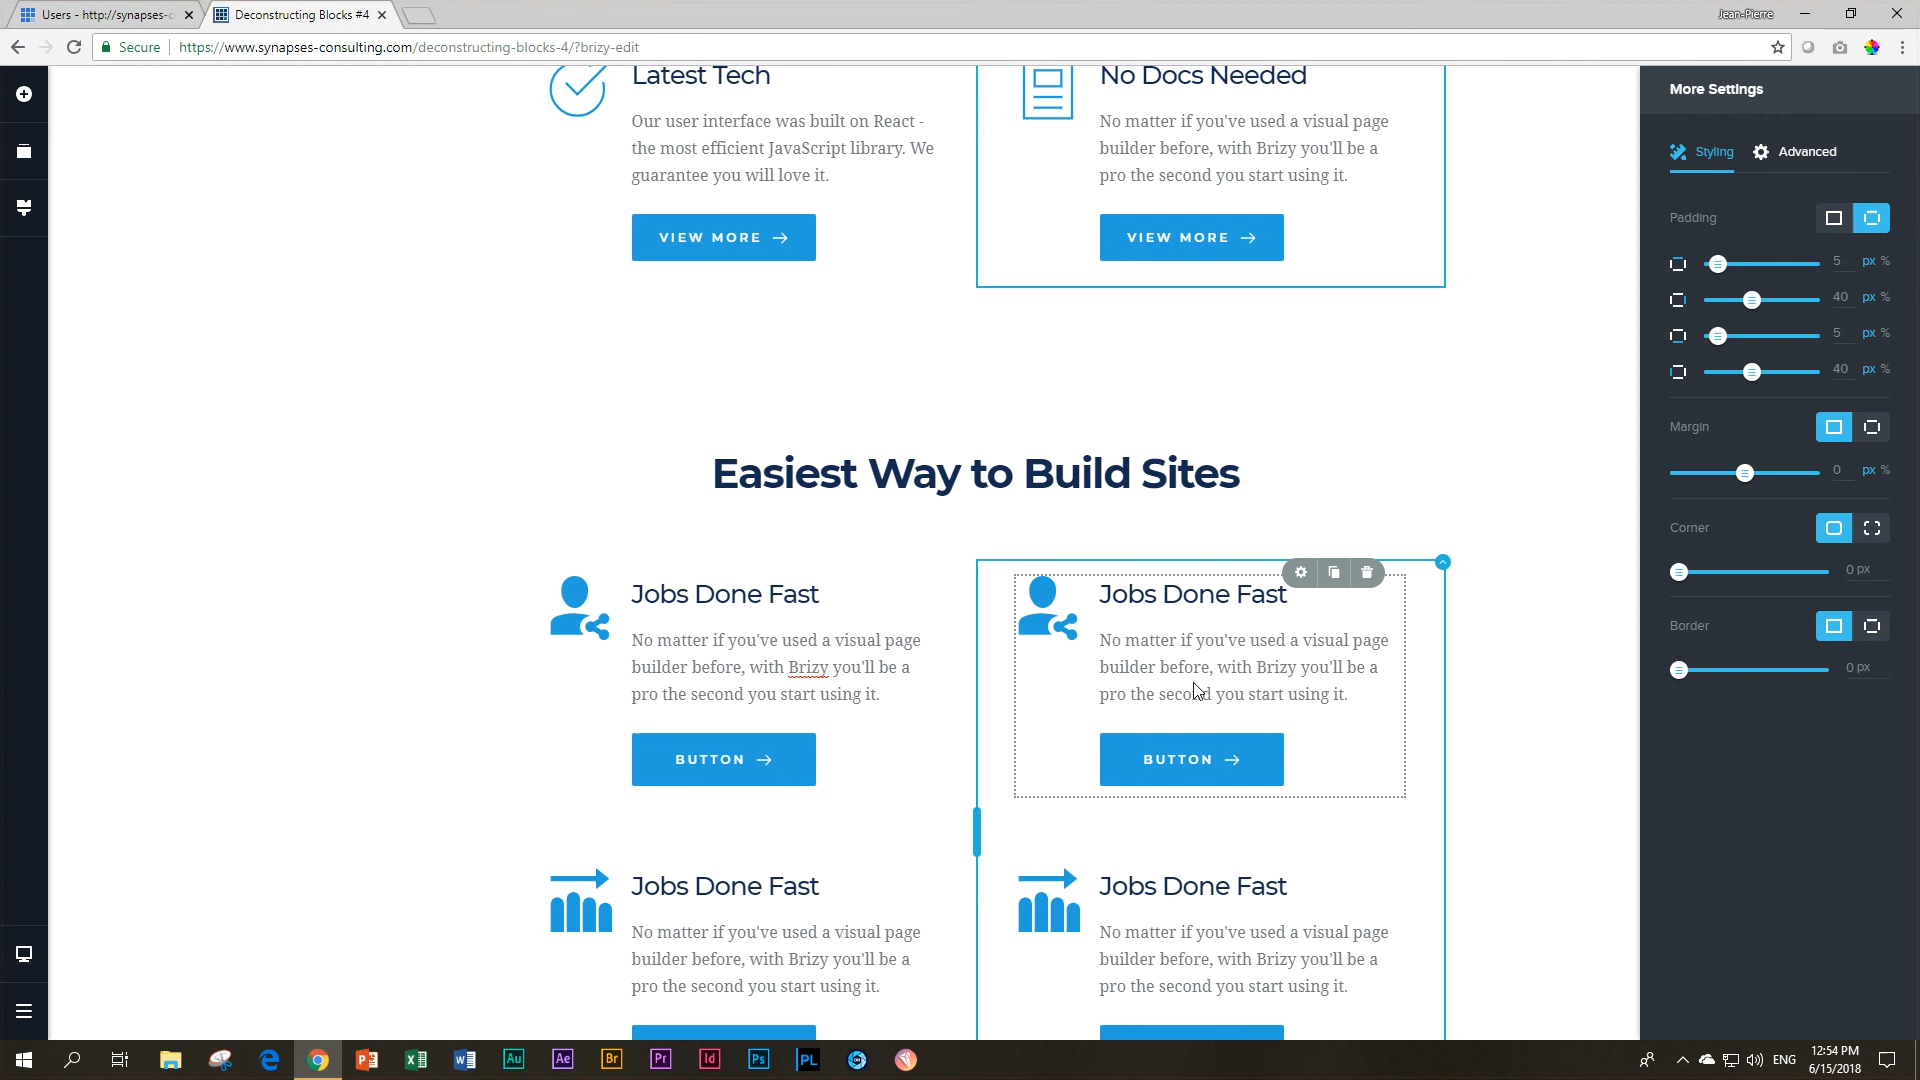 Users - http://synapses-c
Deconstructing Blocks #4
Jean-Pierre
Secure
https://www.synapses-consulting.com/deconstructing-blocks-4/?brizy-edit
Latest Tech
Our user interface was built on React -
the most efficient JavaScript library. We
guarantee you will love it.
VIEW MORE
No Docs Needed
No matter if you've used a visual page
builder before, with Brizy you'll be a
pro the second you start using it.
VIEW MORE
Easiest Way to Build Sites
Jobs Done Fast
No matter if you've used a visual page
builder before, with Brizy you'll be a
pro the second you start using it.
BUTTON
Jobs Done Fast
No matter if you've used a visual page
builder before, with Brizy you'll be a
pro the second you start using it.
BUTTON
Jobs Done Fast
No matter if you've used a visual page
builder before, with Brizy you'll be a
pro the second you start using it.
Jobs Done Fast
No matter if you've used a visual page
builder before, with Brizy you'll be a
pro the second you start using it.
More Settings
Styling Advanced
Padding
5 px %
40 px %
5 px %
40 px %
Margin
0 px %
Corner
0 px
Border
0 px
Au Ae Br Pr Id Ps PL
ENG
12:54 PM
6/15/2018